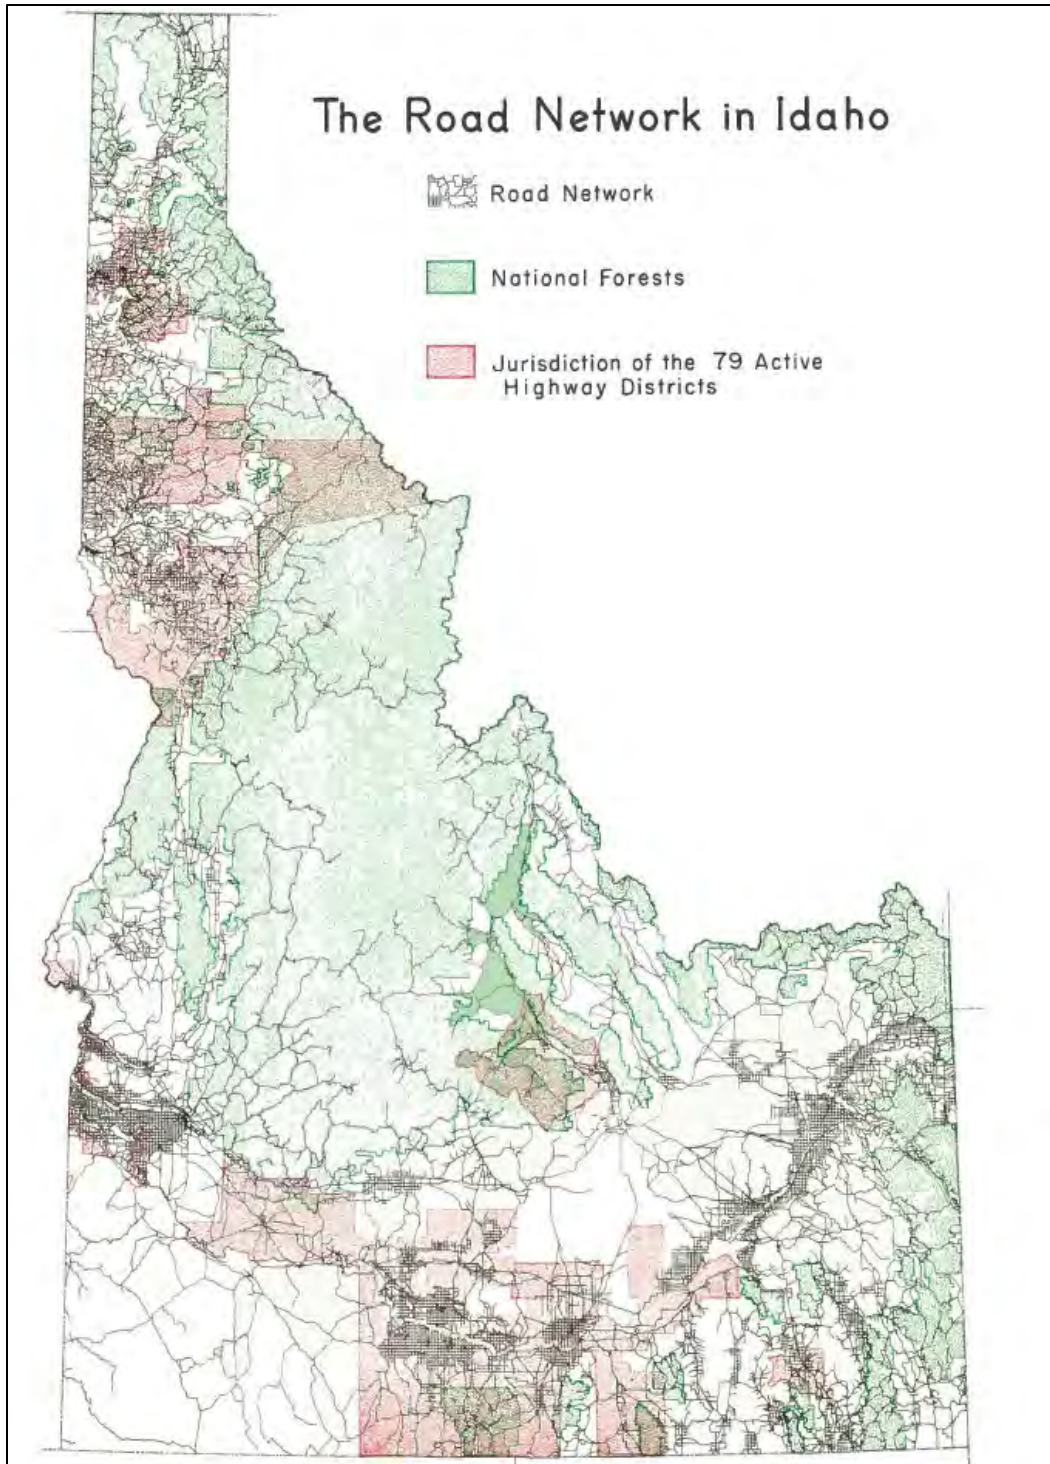 The Road Network in Idaho
Road Network
National Forests
Jurisdiction of the 79 Active
Highway Districts